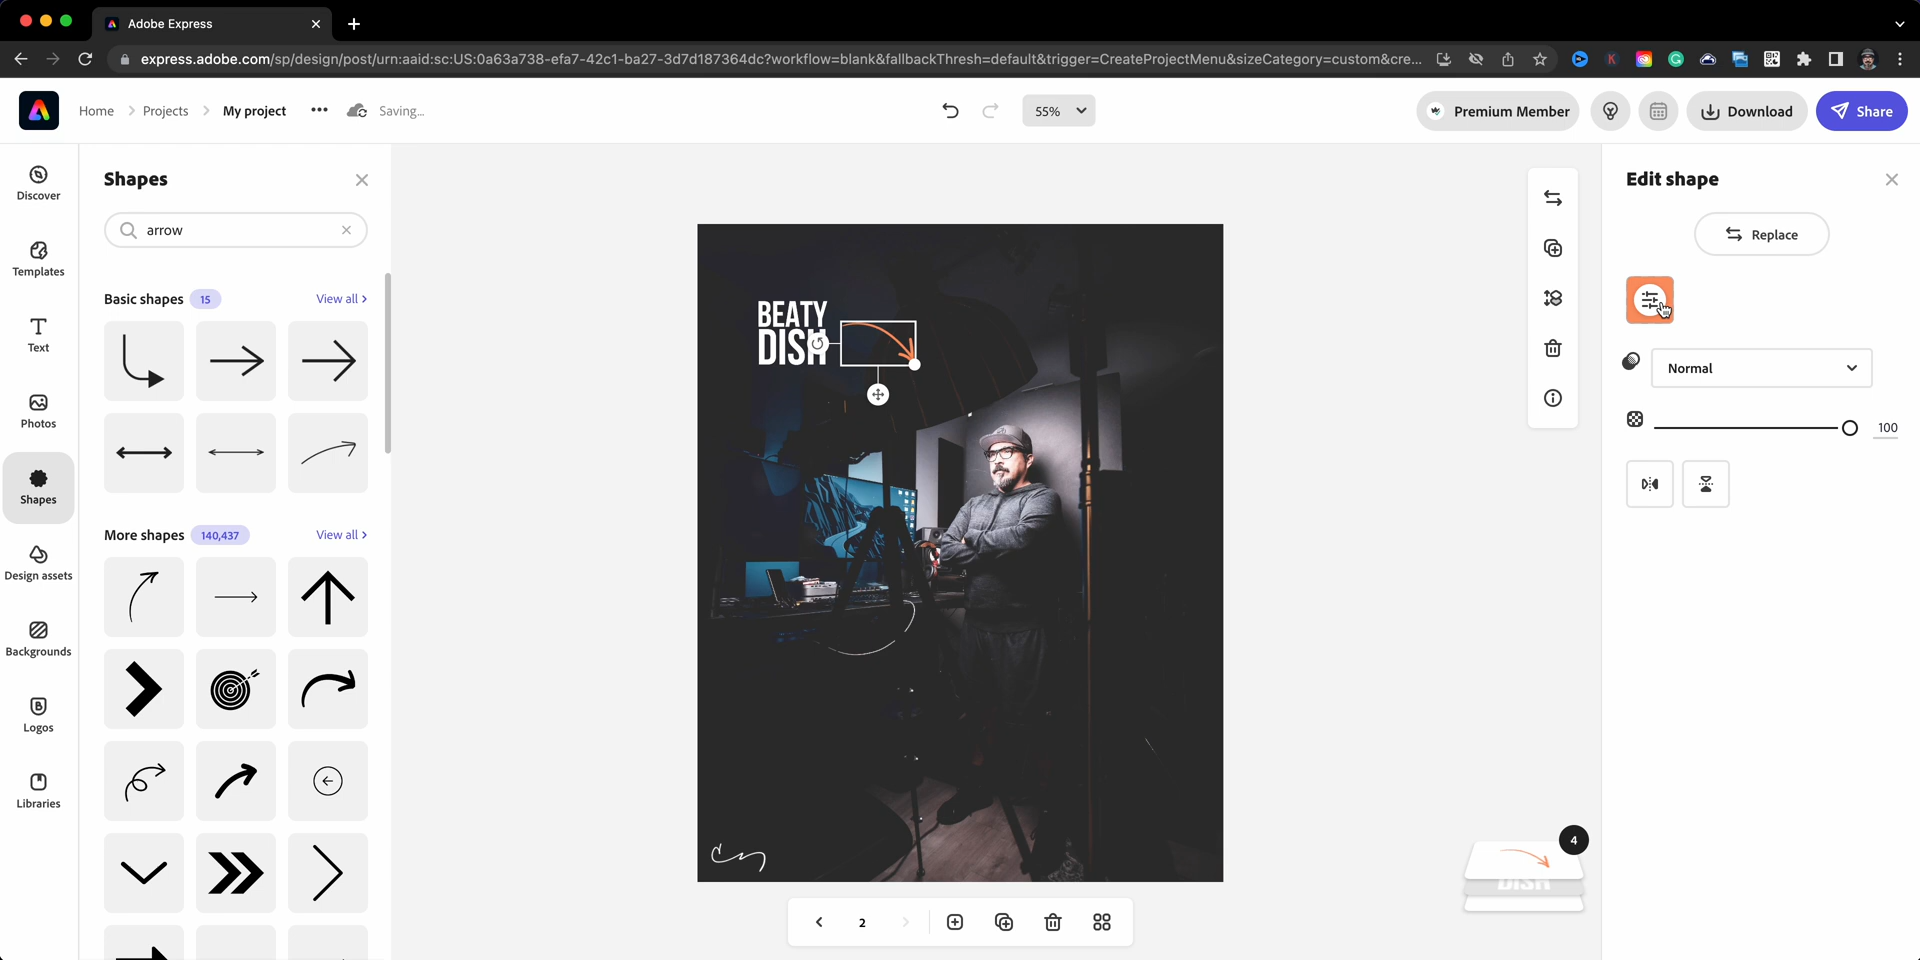 Adobe Express
express.adobe.com/sp/design/post/urn:aaid:sc:US:0a63a738-efa7-42c1-ba27-3d7d187364dc?workflow=blank&fallbackThresh=default&trigger=CreateProjectMenu&sizeCategory=custom&cre...
Home
Projects
My project
Saving...
55%
Premium Member
Download
Share
Discover
Templates
Text
Photos
Shapes
Design assets
Backgrounds
Logos
Libraries
Shapes
arrow
Basic shapes 15 View all
More shapes 140,437 View all
BEATY
DISH
2
4
DISH
Edit shape
Replace
Normal
100